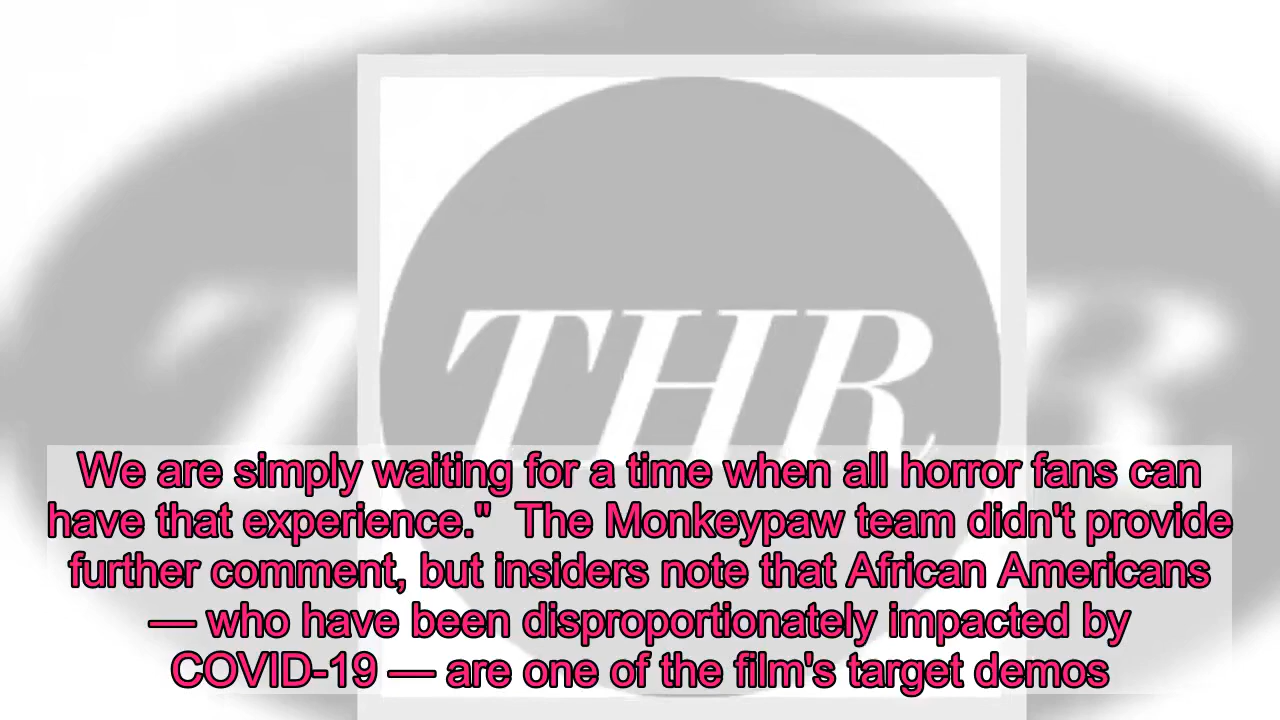 THR
We are simply waiting for a time when all horror fans can
have that experience."  The Monkeypaw team didn't provide
further comment, but insiders note that African Americans
— who have been disproportionately impacted by
COVID-19 — are one of the film's target demos